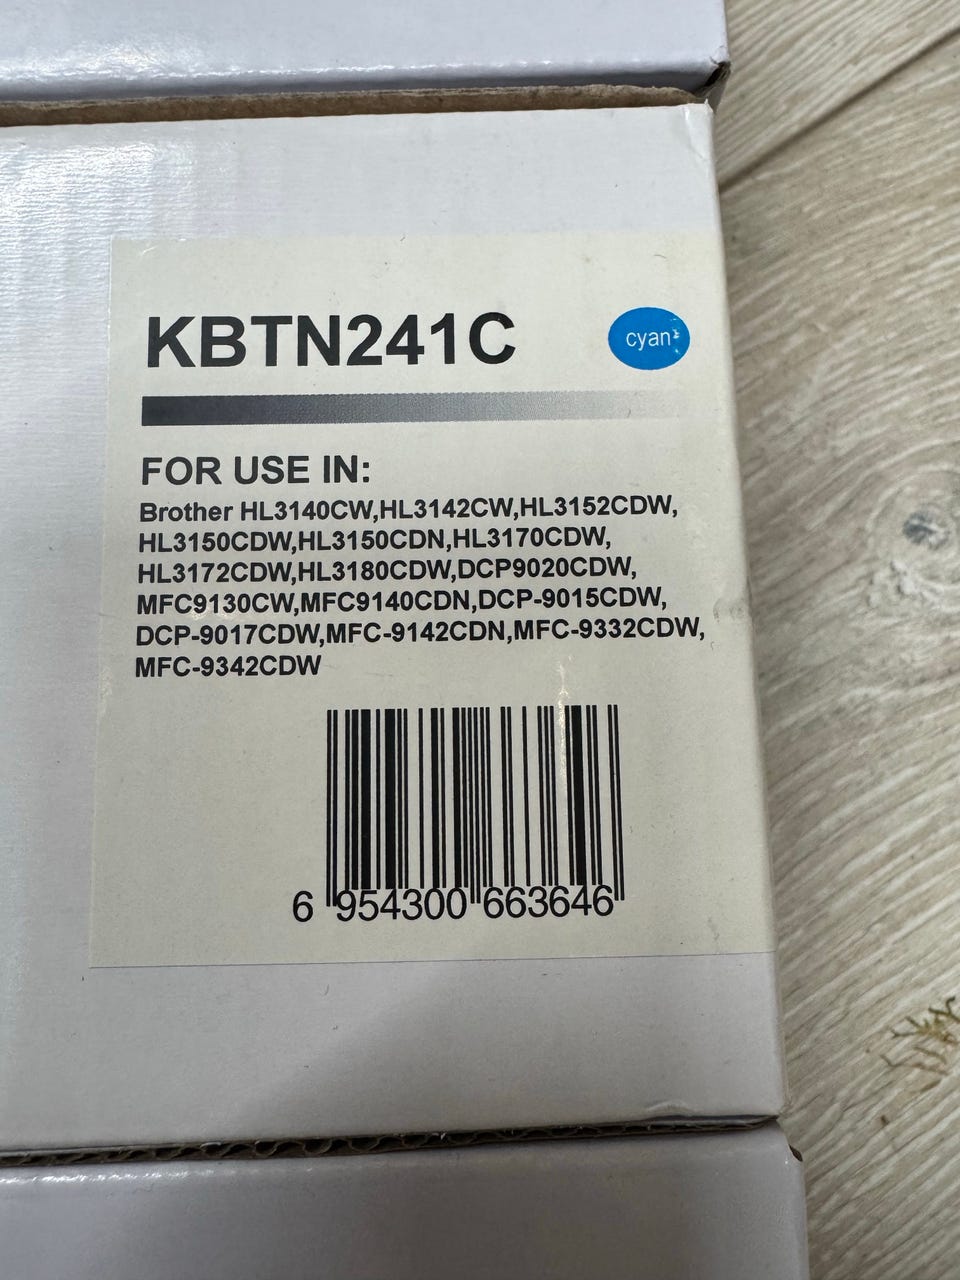 KBTN241C
cyan
FOR USE IN:
Brother HL3140CW,HL3142CW,HL3152CDW,
HL3150CDW,HL3150CDN,HL3170CDW,
HL3172CDW,HL3180CDW,DCP9020CDW,
MFC9130CW,MFC9140CDN,DCP-9015CDW,
DCP-9017CDW,MFC-9142CDN,MFC-9332CDW,
MFC-9342CDW
6 954300 663646